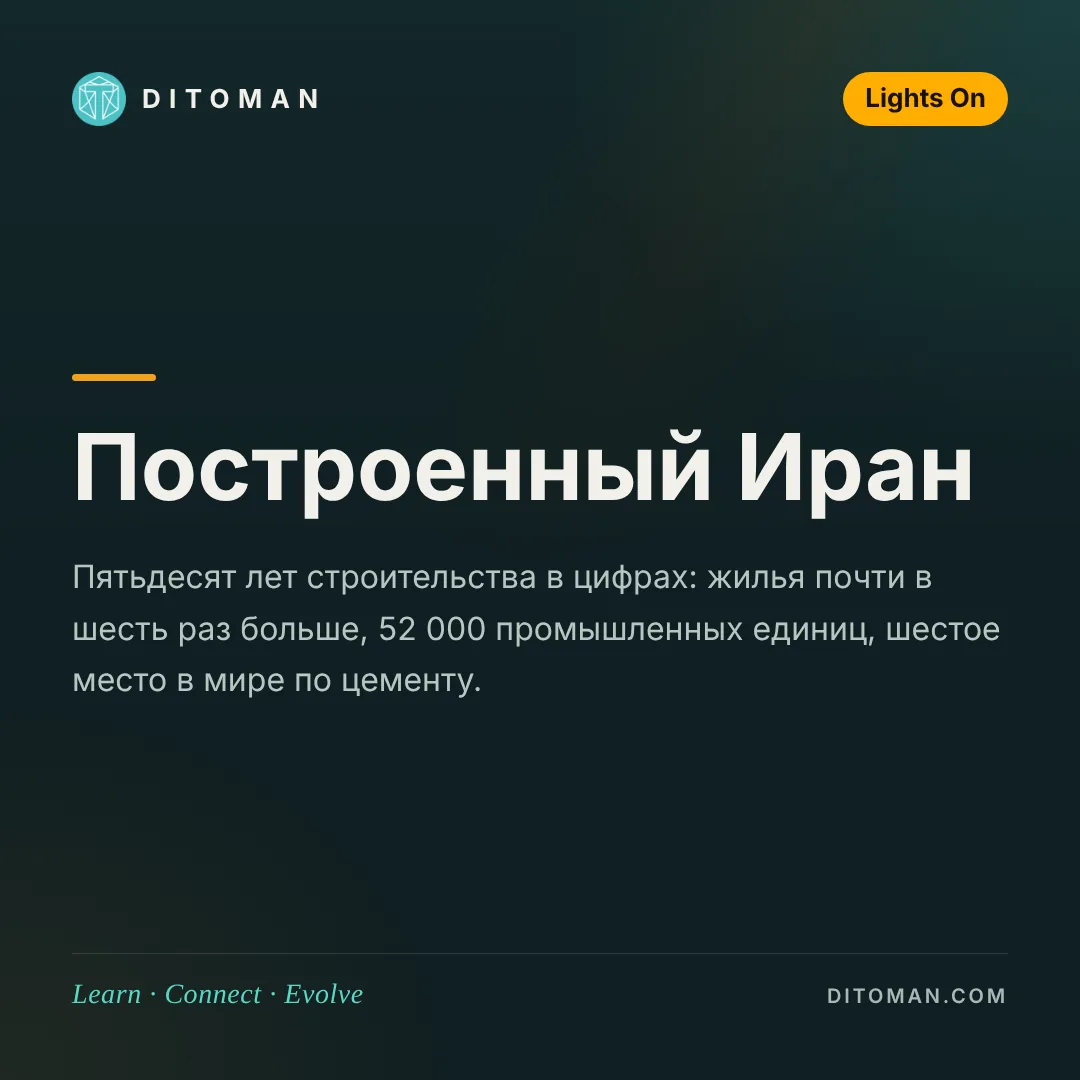 DITOMAN
Lights On
Построенный Иран
Пятьдесят лет строительства в цифрах: жилья почти в
шесть раз больше, 52 000 промышленных единиц, шестое
место в мире по цементу.
Learn · Connect · Evolve
DITOMAN.COM